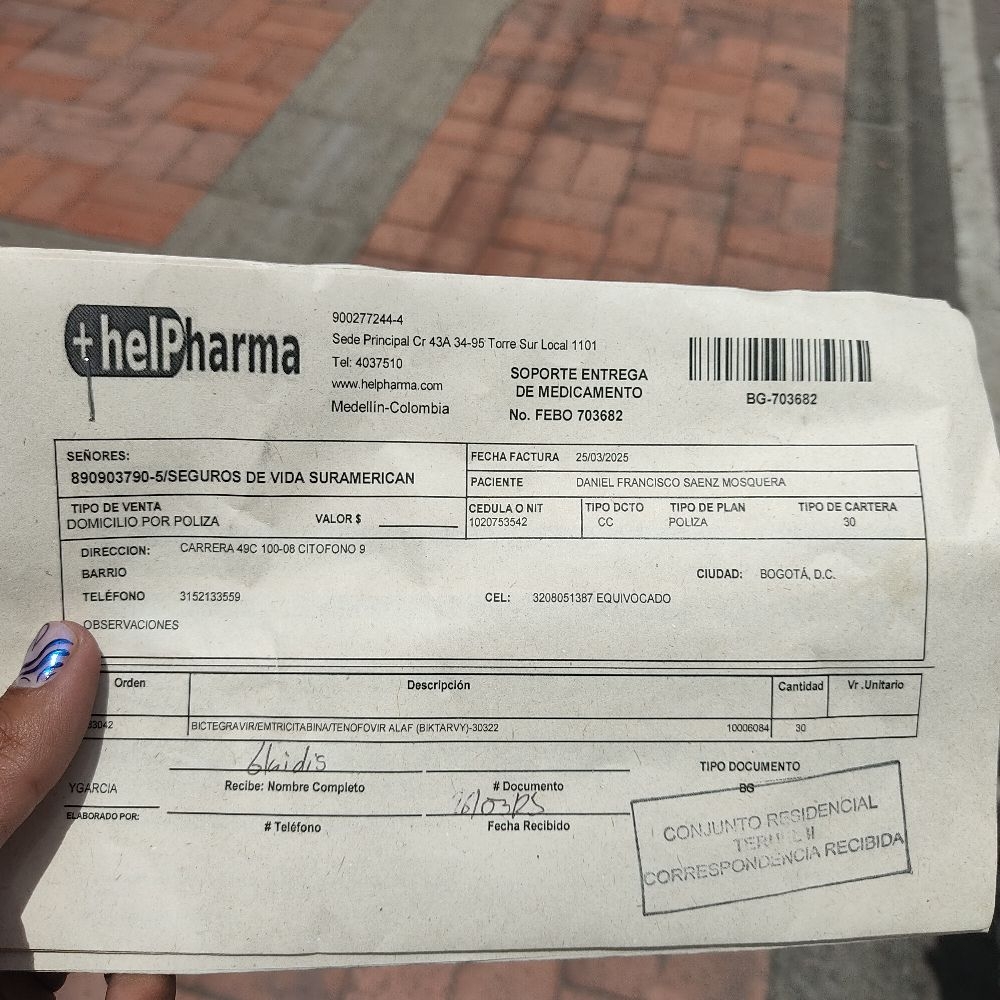 +helPharma
900277244-4
Sede Principal Cr 43A 34-95 Torre Sur Local 1101
Tel: 4037510
www.helpharma.com
Medellín-Colombia
SOPORTE ENTREGA
DE MEDICAMENTO
No. FEBO 703682
BG-703682
SEÑORES:
890903790-5/SEGUROS DE VIDA SURAMERICAN
FECHA FACTURA 25/03/2025
PACIENTE DANIEL FRANCISCO SAENZ MOSQUERA
TIPO DE VENTA
DOMICILIO POR POLIZA
VALOR $
CEDULA O NIT
1020753542
TIPO DCTO
CC
TIPO DE PLAN
POLIZA
TIPO DE CARTERA
30
DIRECCION: CARRERA 49C 100-08 CITOFONO 9
BARRIO
CIUDAD: BOGOTÁ, D.C.
TELÉFONO 3152133559
CEL: 3208051387 EQUIVOCADO
OBSERVACIONES
Orden Descripción Cantidad Vr .Unitario
3042 BICTEGRAVIR/EMTRICITABINA/TENOFOVIR ALAF (BIKTARVY)-30322 10006084 30
YGARCIA
ELABORADO POR:
Recibe: Nombre Completo
# Documento
# Teléfono
Fecha Recibido
TIPO DOCUMENTO
BG
CONJUNTO RESIDENCIAL
II
CORRESPONDENCIA RECIBIDA